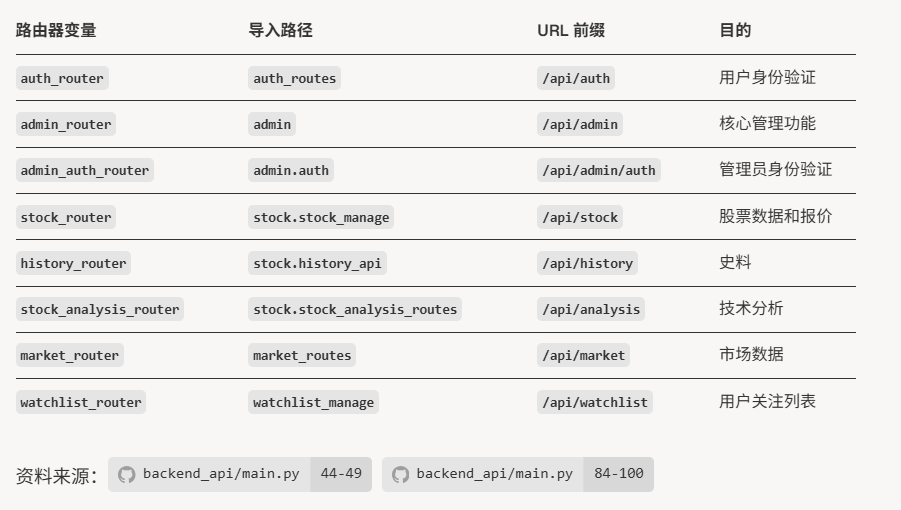 路由器变量 导入路径 URL 前缀 目的
auth_router auth_routes /api/auth 用户身份验证
admin_router admin /api/admin 核心管理功能
admin_auth_router admin.auth /api/admin/auth 管理员身份验证
stock_router stock.stock_manage /api/stock 股票数据和报价
history_router stock.history_api /api/history 史料
stock_analysis_router stock.stock_analysis_routes /api/analysis 技术分析
market_router market_routes /api/market 市场数据
watchlist_router watchlist_manage /api/watchlist 用户关注列表
资料来源： backend_api/main.py 44-49 backend_api/main.py 84-100